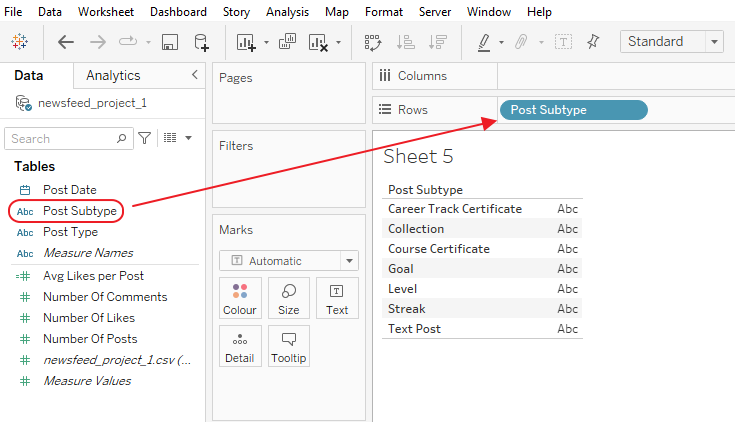 File Data Worksheet Dashboard Story Analysis Map Format Server Window Help
Standard
Data Analytics
newsfeed_project_1
Search
Tables
Post Date
Abc Post Subtype
Abc Post Type
Abc Measure Names
Avg Likes per Post
Number Of Comments
Number Of Likes
Number Of Posts
newsfeed_project_1.csv (...
Measure Values
Pages
Filters
Marks
Automatic
Colour Size Text
Detail Tooltip
Columns
Rows Post Subtype
Sheet 5
Post Subtype
Career Track Certificate Abc
Collection Abc
Course Certificate Abc
Goal Abc
Level Abc
Streak Abc
Text Post Abc